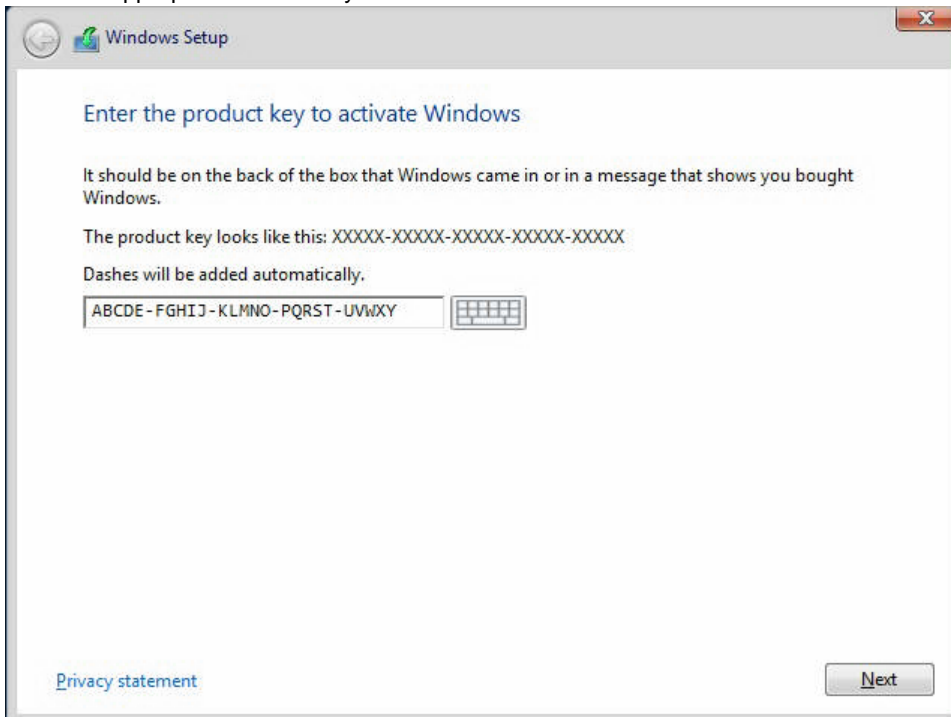 Windows Setup
Enter the product key to activate Windows
It should be on the back of the box that Windows came in or in a message that shows you bought
Windows.
The product key looks like this: XXXXX-XXXXX-XXXXX-XXXXX-XXXXX
Dashes will be added automatically.
ABCDE-FGHIJ-KLMNO-PQRST-UVWXY
Privacy statement
Next